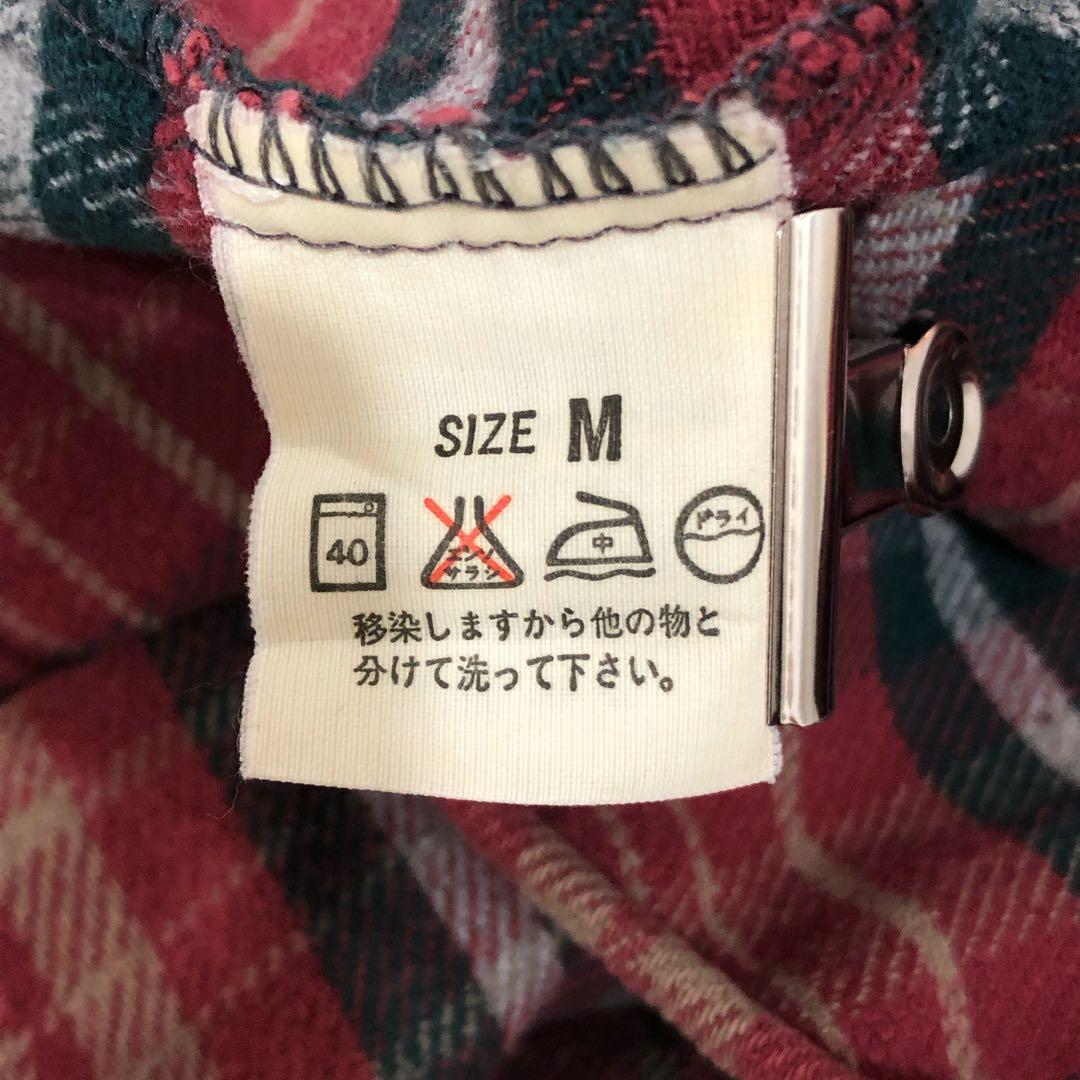 SIZE M
40
エンソ
サラシ
中
ドライ
移染しますから他の物と
分けて洗って下さい。